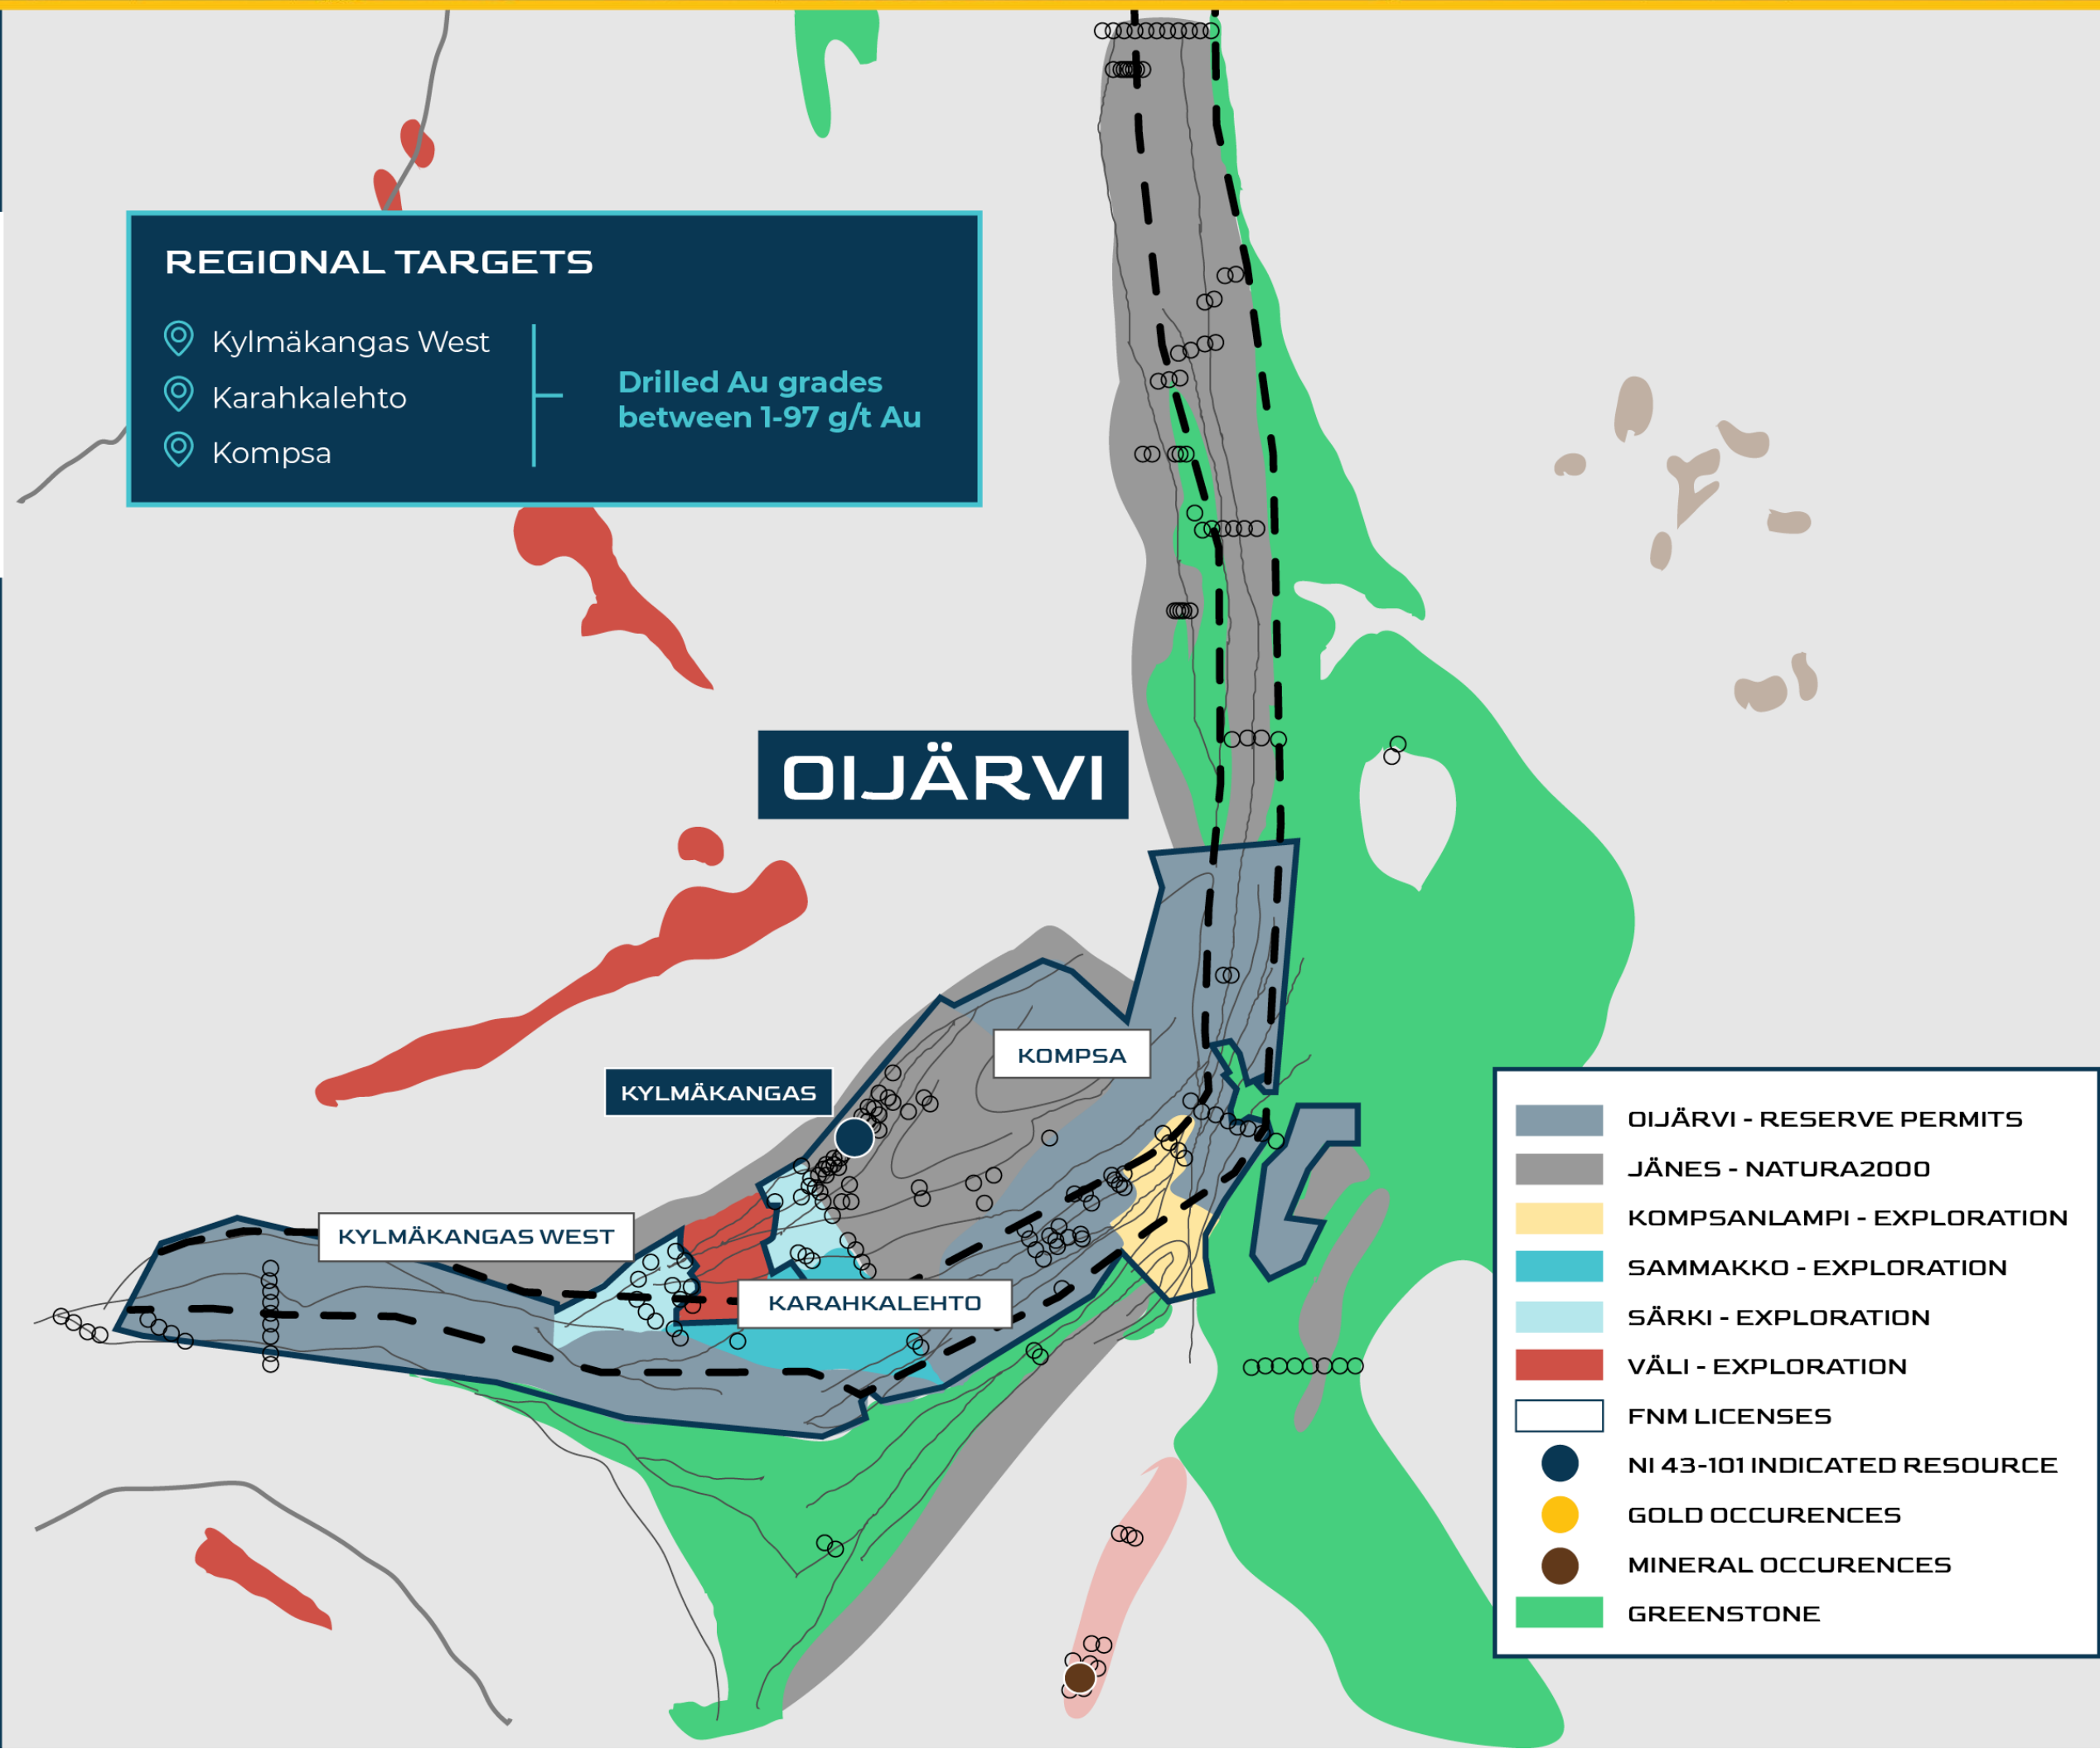 REGIONAL TARGETS
Kylmäkangas West
Karahkalehto
Kompsa
Drilled Au grades
between 1-97 g/t Au
OIJÄRVI
KOMPSA
KYLMÄKANGAS
KYLMÄKANGAS WEST
KARAHKALEHTO
OIJÄRVI - RESERVE PERMITS
JÄNES - NATURA2000
KOMPSANLAMPI - EXPLORATION
SAMMAKKO - EXPLORATION
SÄRKI - EXPLORATION
VÄLI - EXPLORATION
FNM LICENSES
NI 43-101 INDICATED RESOURCE
GOLD OCCURENCES
MINERAL OCCURENCES
GREENSTONE